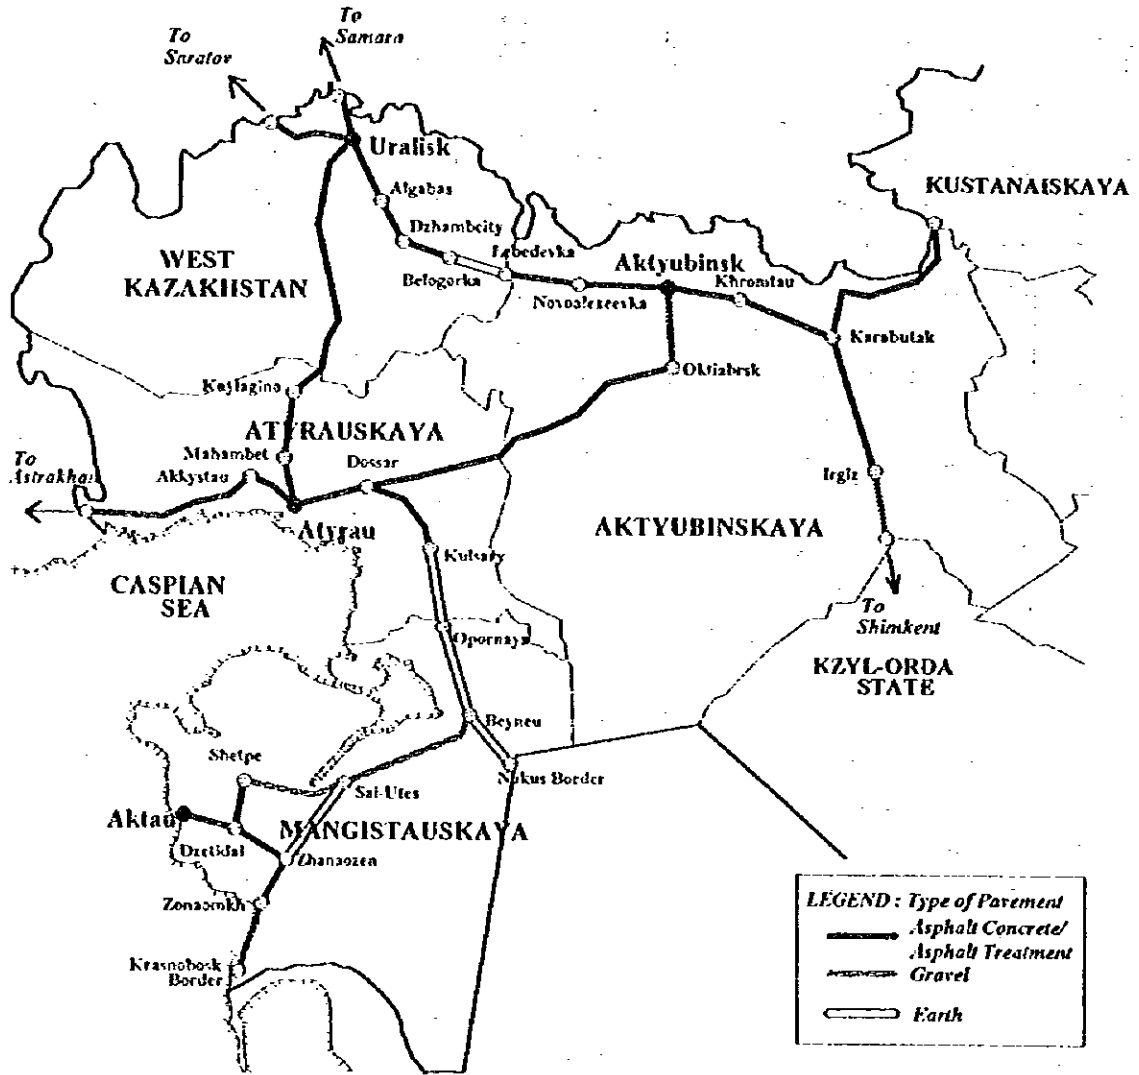 To
Samara
To
Saratov
Uralisk
KUSTANAISKAYA
Algabas
Dzhambeity
WEST
KAZAKHSTAN
Lebedevka
Aktyubinsk
Belogorka
Khromtau
Novoalexeevka
Karabutak
Oktiabrsk
ATYRAUSKAYA
Mahambet
To
Astrakhan
Dossar
Akkystau
Irgiz
Atyrau
AKTYUBINSKAYA
Kulsary
CASPIAN
SEA
To
Shimkent
Opornaya
KZYL-ORDA
STATE
Beyneu
Shetpe
Nukus Border
Sai-Utes
Aktau
MANGISTAUSKAYA
Zhanaozen
LEGEND : Type of Pavement
Asphalt Concrete/
Asphalt Treatment
Gravel
Earth
Krasnobosk
Border